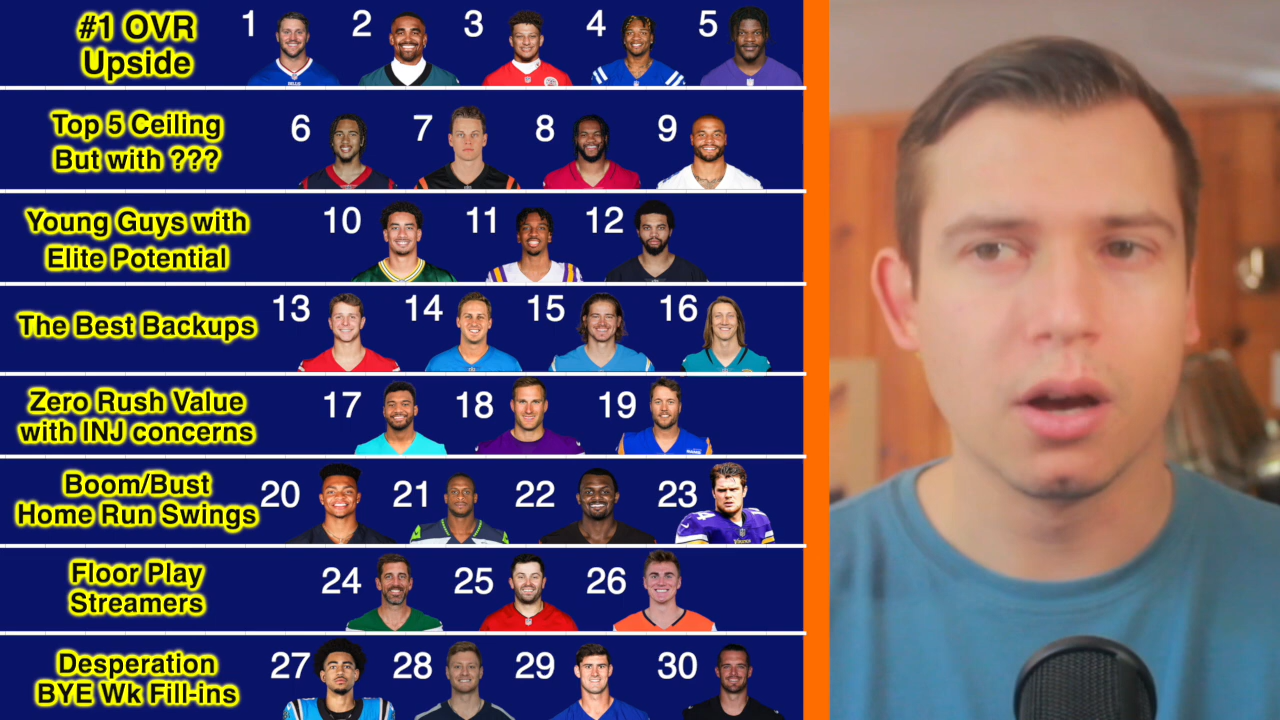 #1 OVR
Upside
1 2 3 4 5
Top 5 Ceiling
But with ???
6 7 8 9
Young Guys with
Elite Potential
10 11 12
The Best Backups
13 14 15 16
Zero Rush Value
with INJ concerns
17 18 19
Boom/Bust
Home Run Swings
20 21 22 23
Floor Play
Streamers
24 25 26
Desperation
BYE Wk Fill-ins
27 28 29 30